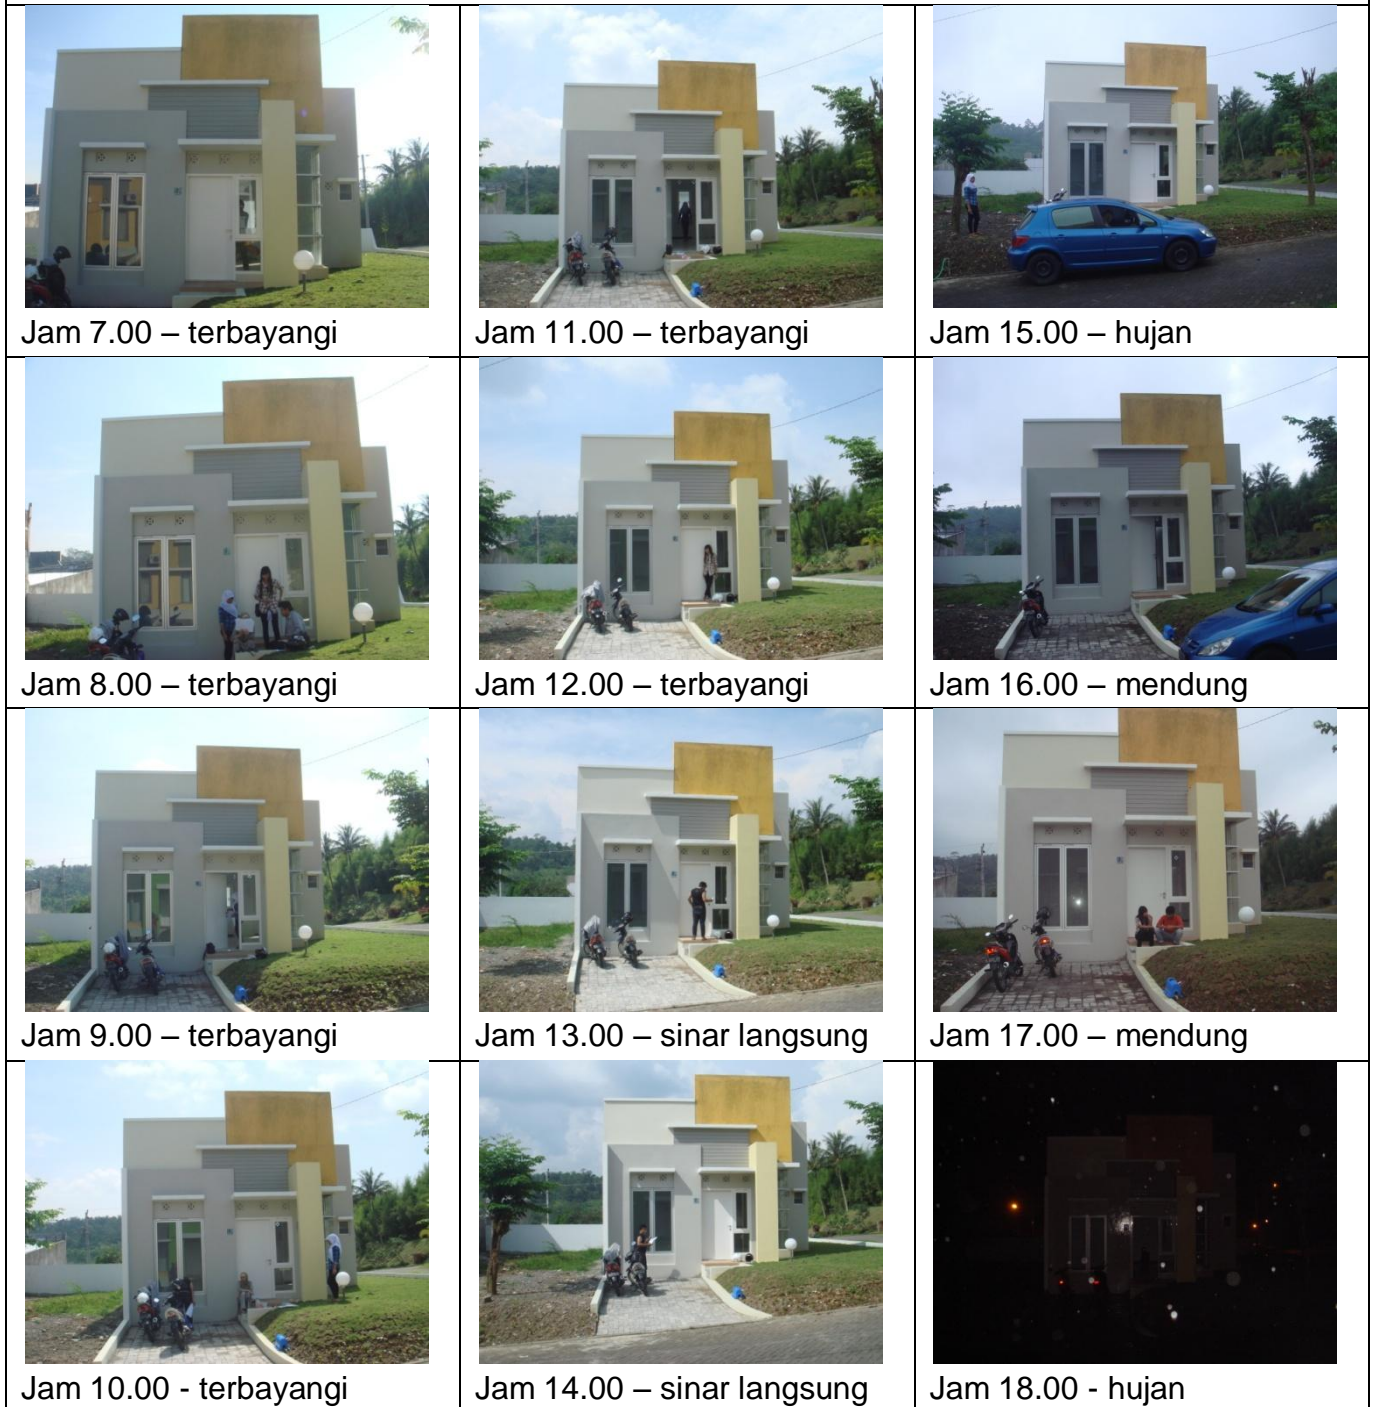 Jam 7.00 – terbayangi
Jam 11.00 – terbayangi
Jam 15.00 – hujan
Jam 8.00 – terbayangi
Jam 12.00 – terbayangi
Jam 16.00 – mendung
Jam 9.00 – terbayangi
Jam 13.00 – sinar langsung
Jam 17.00 – mendung
Jam 10.00 - terbayangi
Jam 14.00 – sinar langsung
Jam 18.00 - hujan